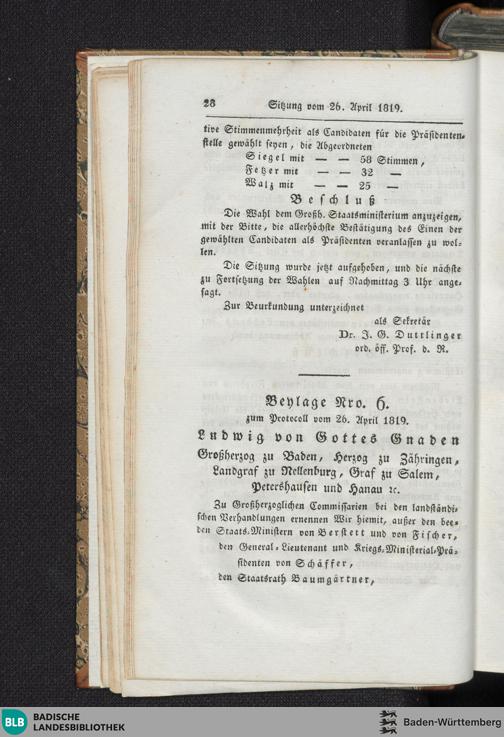 28 Sitzung vom 26. April 1819.
tive Stimmenmehrheit als Candidaten für die Präsidenten-
stelle gewählt seyen, die Abgeordneten
Siegel mit — — 58 Stimmen,
Fetzer mit — — 32 —
Walz mit — — 25 —
Beschluß
Die Wahl dem Großh. Staatsministerium anzuzeigen,
mit der Bitte, die allerhöchste Bestätigung des Einen der
gewählten Candidaten als Präsidenten veranlassen zu wol-
len.
Die Sitzung wurde jetzt aufgehoben, und die nächste
zu Fortsetzung der Wahlen auf Nachmittag 3 Uhr ange-
sagt.
Zur Beurkundung unterzeichnet
als Sekretär
Dr. J. G. Duttlinger
ord. öff. Prof. d. R.
Beylage Nro. 6.
zum Protocoll vom 26. April 1819.
Ludwig von Gottes Gnaden
Großherzog zu Baden, Herzog zu Zähringen,
Landgraf zu Nellenburg, Graf zu Salem,
Petershausen und Hanau ꝛc.
Zu Großherzoglichen Commissarien bei den landständi-
schen Verhandlungen ernennen Wir hiemit, außer den bee-
den Staats-Ministern von Berstett und von Fischer,
den General-Lieutenant und Kriegs-Ministerial-Prä-
sidenten von Schäffer,
den Staatsrath Baumgärtner,
BLB BADISCHE
LANDESBIBLIOTHEK
Baden-Württemberg